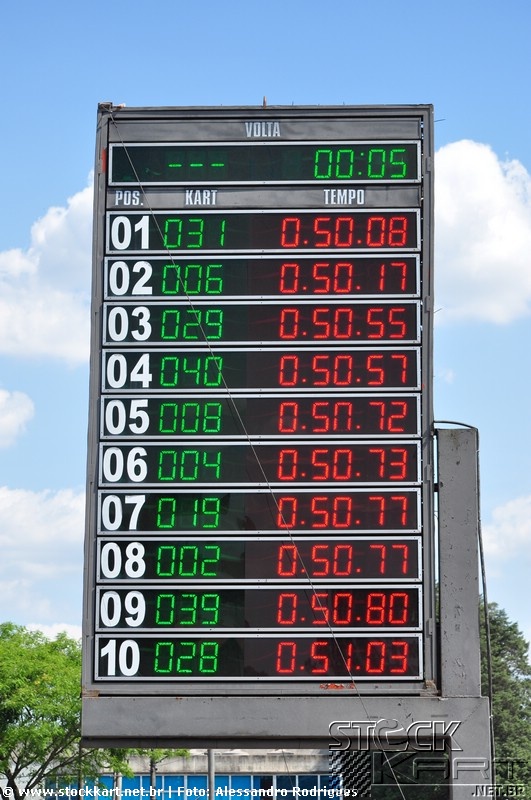 VOLTA
--- 00:05
POS. KART TEMPO
01 031 0.50.08
02 006 0.50.17
03 029 0.50.55
04 040 0.50.57
05 008 0.50.72
06 004 0.50.73
07 019 0.50.77
08 002 0.50.77
09 039 0.50.80
10 028 0.51.03
STOCK
KART
.NET.BR
© www.stockkart.net.br | Foto: Alessandro Rodrigues